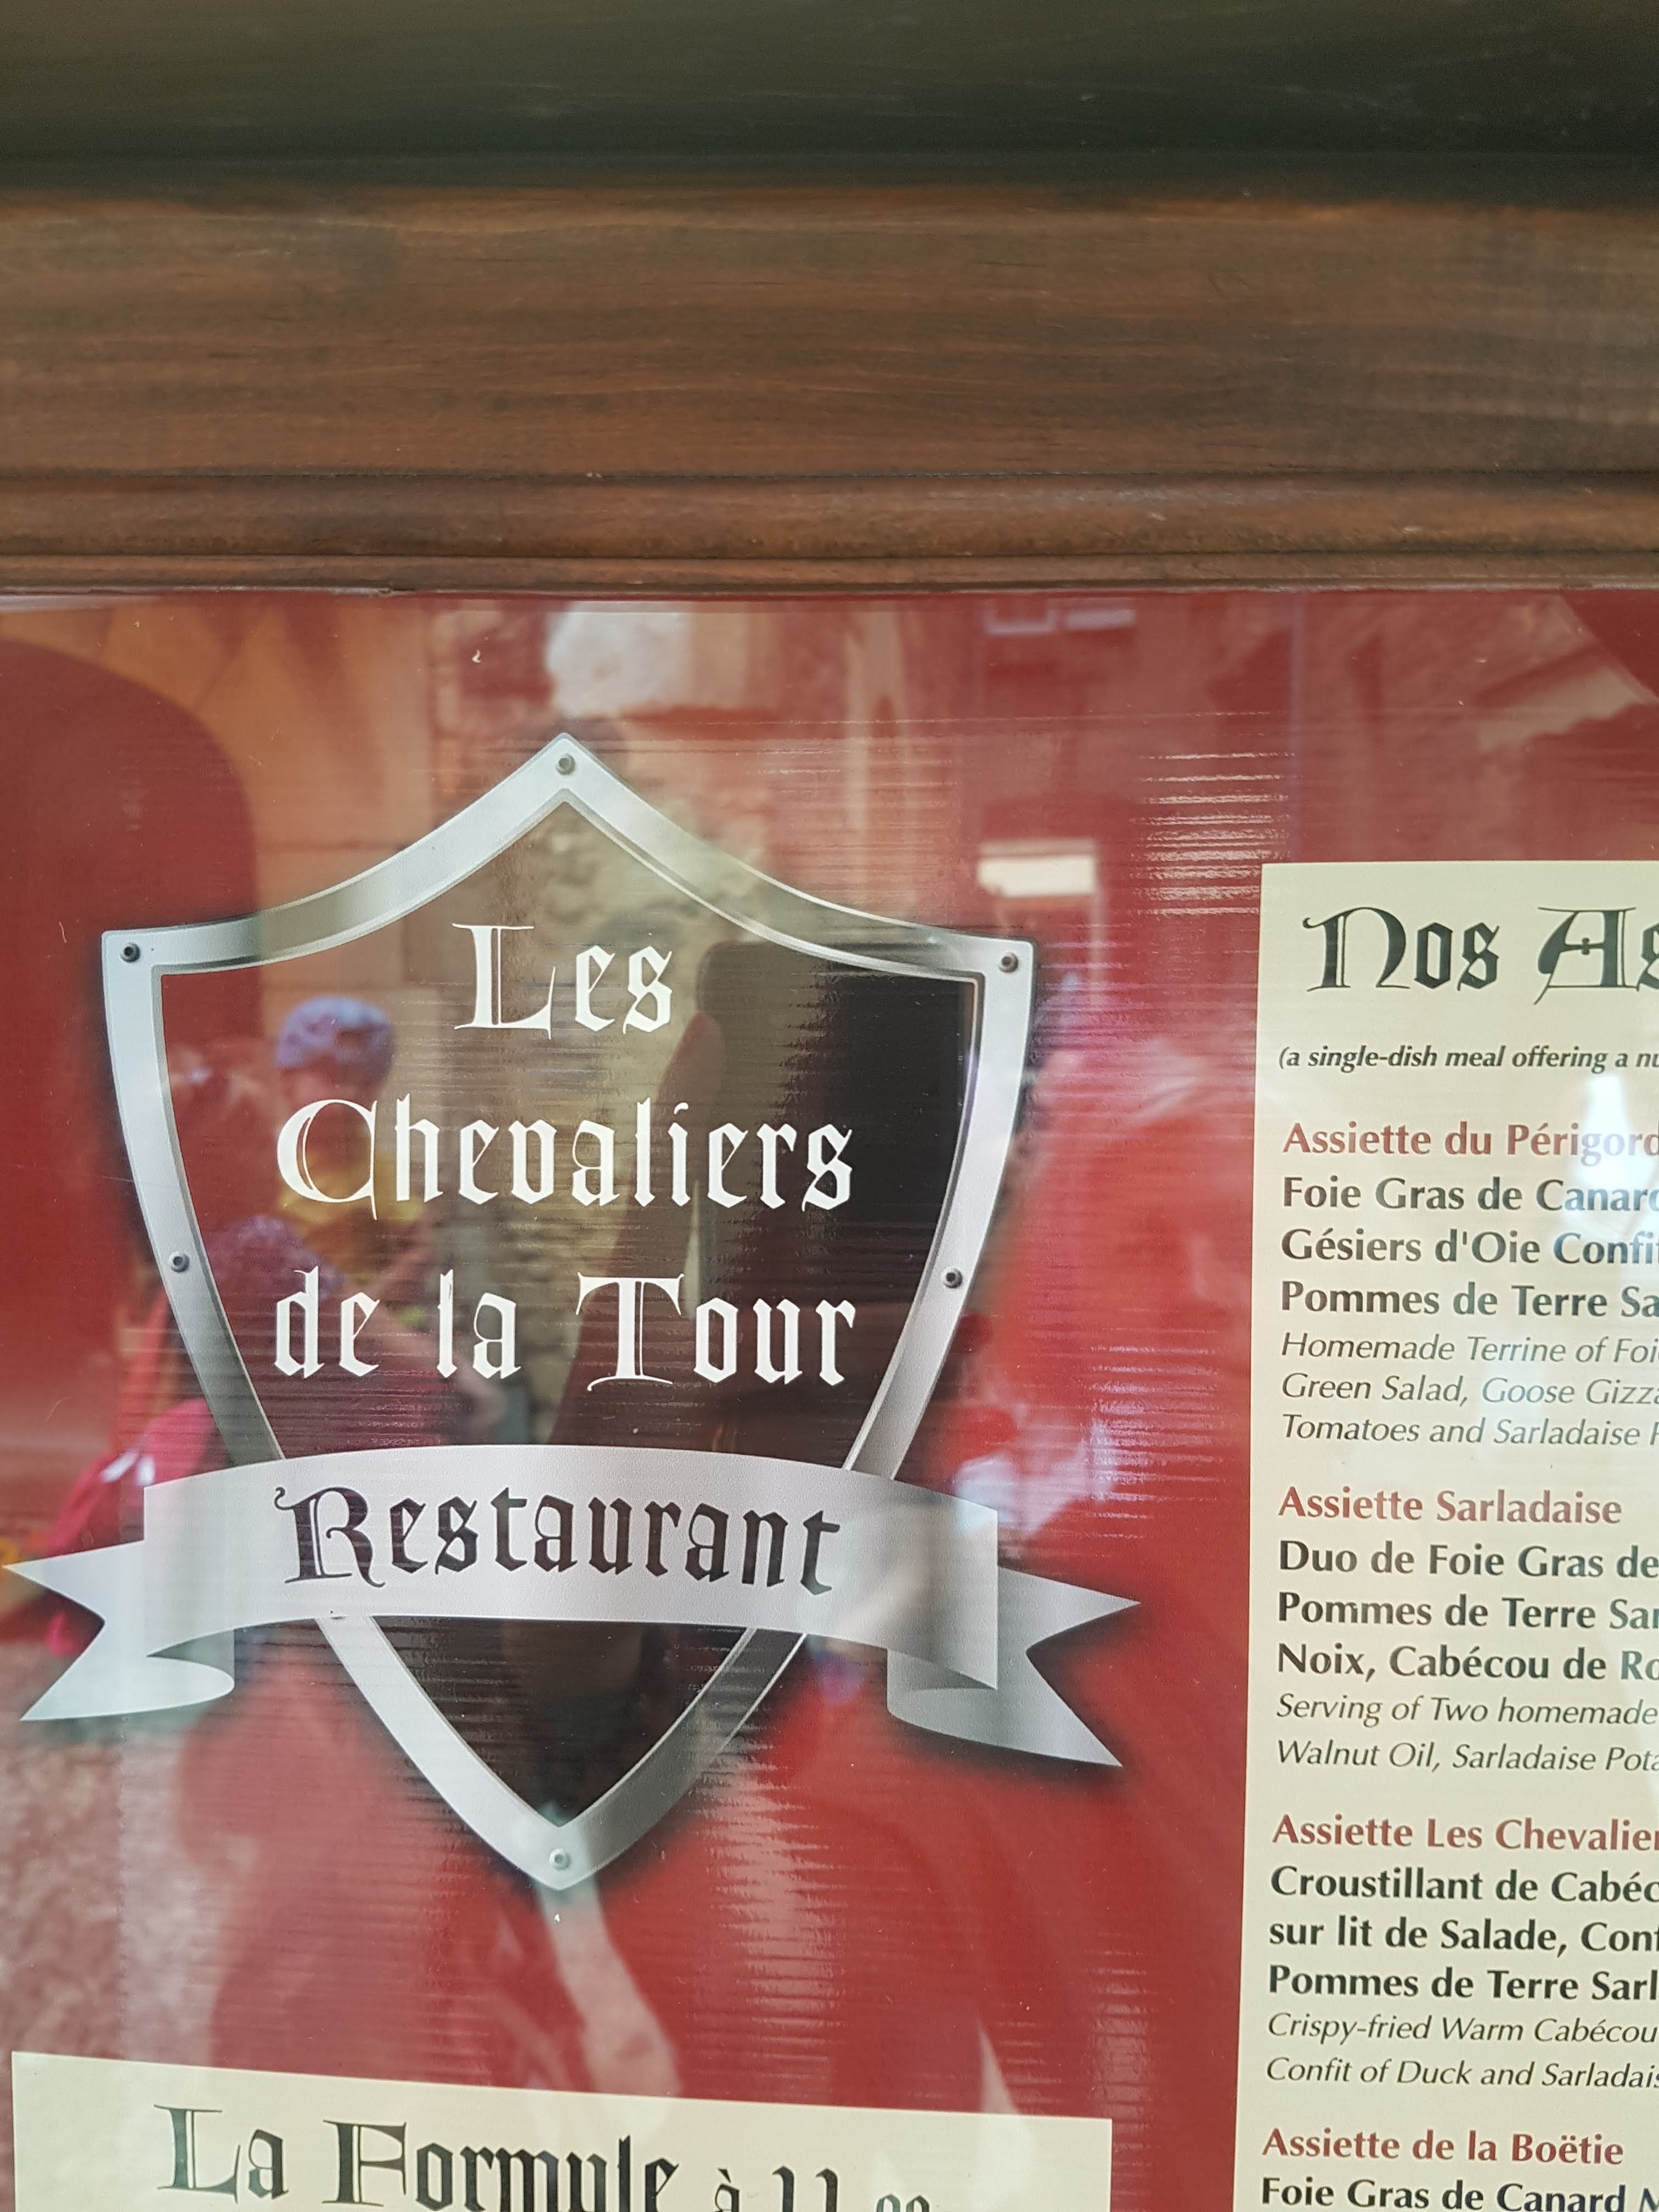 Les
Chevaliers
de la Tour
Restaurant
La Formule à 11
Nos
(a single-dish meal offering a
Assiette du Périgord
Foie Gras de Canard
Gésiers d'Oie
Pommes de Terre
Homemade Terrine of
Green Salad, Goose
Tomatoes and Sarladaise
Assiette Sarladaise
Duo de Foie Gras de
Pommes de Terre
Noix, Cabécou de
Serving of Two homemade
Walnut Oil, Sarladaise
Assiette Les
Croustillant de
sur lit de Salade,
Pommes de Terre
Crispy-fried Warm Cabécou
Confit of Duck and
Assiette de la Boëtie
Foie Gras de Canard